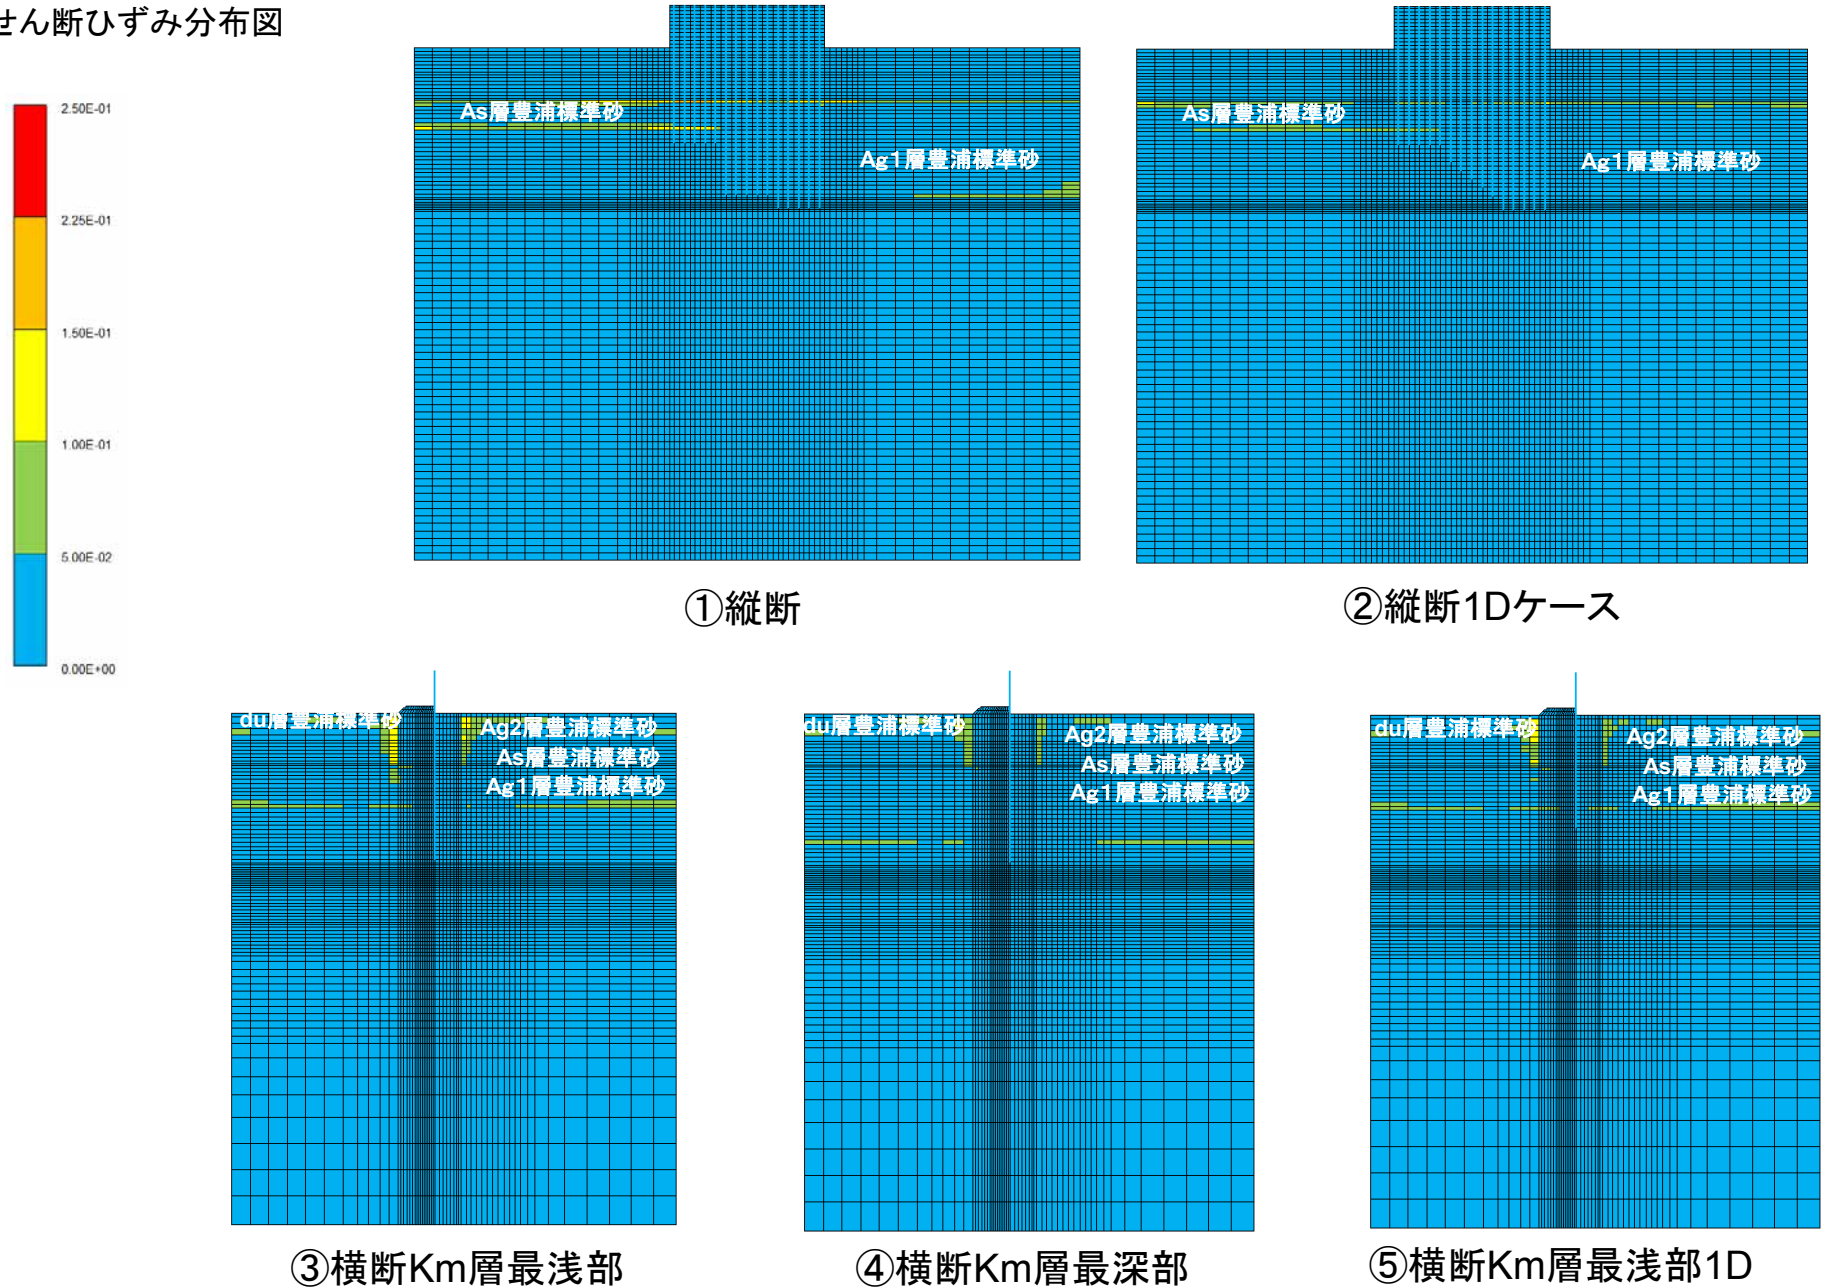 せん断ひずみ分布図
2.50E-01
2.25E-01
1.50E-01
1.00E-01
5.00E-02
0.00E+00
As層豊浦標準砂
Ag1層豊浦標準砂
①縦断
As層豊浦標準砂
Ag1層豊浦標準砂
②縦断1Dケース
du層豊浦標準砂
Ag2層豊浦標準砂
As層豊浦標準砂
Ag1層豊浦標準砂
③横断Km層最浅部
du層豊浦標準砂
Ag2層豊浦標準砂
As層豊浦標準砂
Ag1層豊浦標準砂
④横断Km層最深部
du層豊浦標準砂
Ag2層豊浦標準砂
As層豊浦標準砂
Ag1層豊浦標準砂
⑤横断Km層最浅部1D